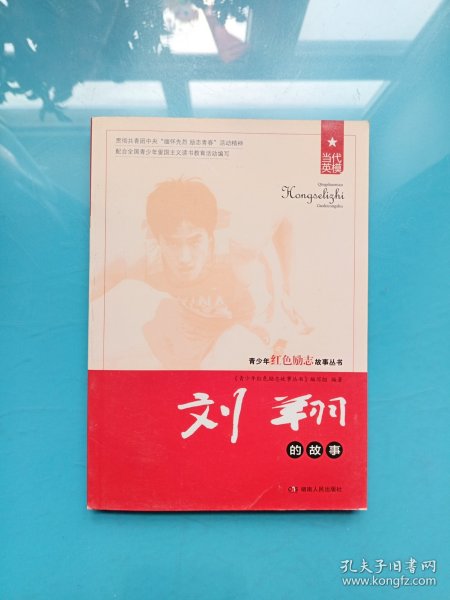 贯彻共青团中央“缅怀先烈 励志青春”活动精神
配合全国青少年爱国主义读书教育活动编写
当代
英模
Qingshaonian
Hongselizhi
Gushicongshu
青少年红色励志故事丛书
《青少年红色励志故事丛书》编写组 编著
刘翔
的故事
湖南人民出版社
孔夫子旧书网
www.kongfz.com